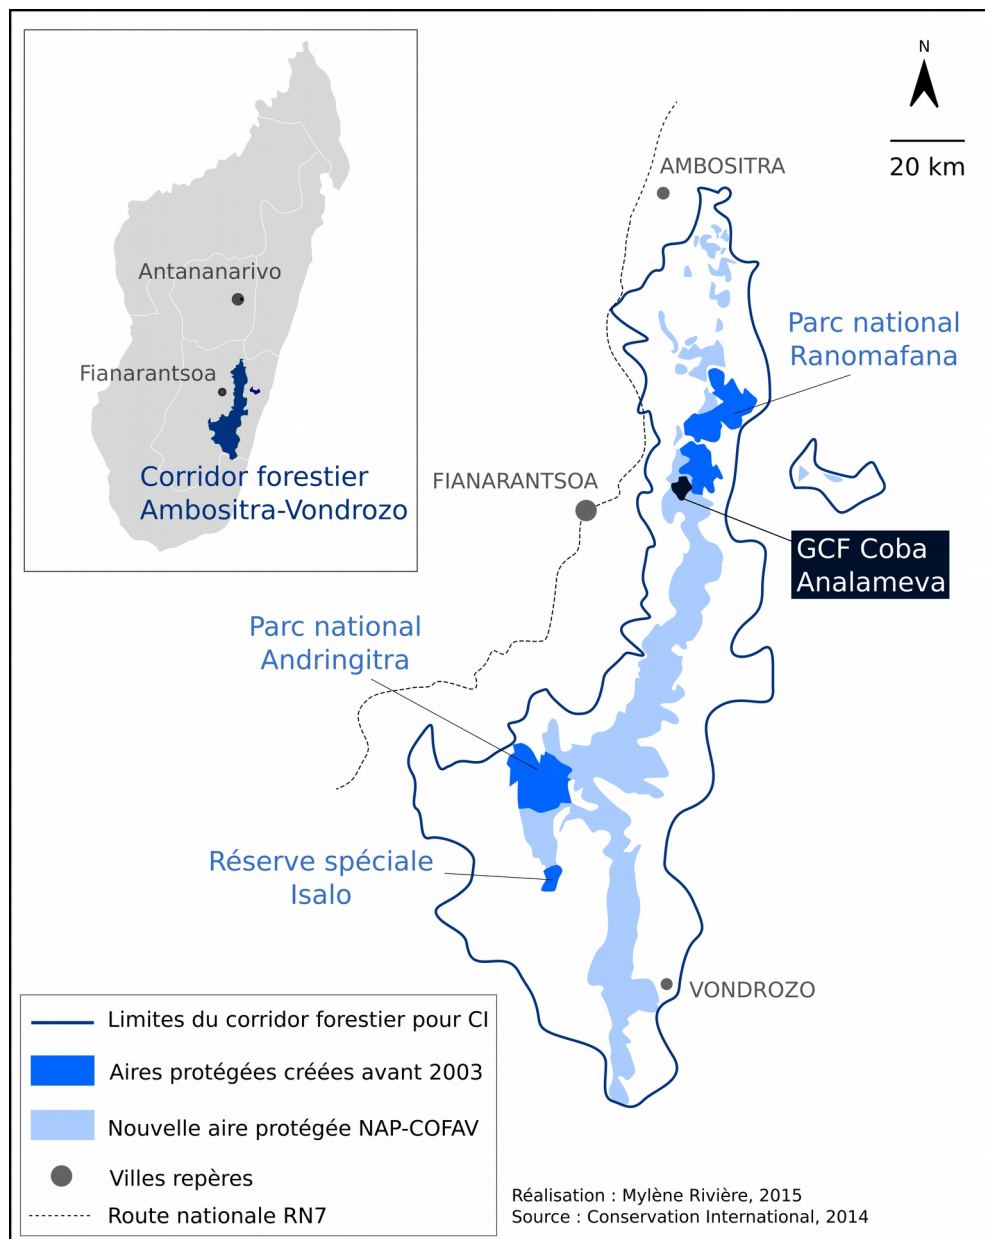 Antananarivo
Fianarantsoa
Corridor forestier
Ambositra-Vondrozo
N
20 km
AMBOSITRA
Parc national
Ranomafana
FIANARANTSOA
GCF Coba
Analameva
Parc national
Andringitra
Réserve spéciale
Isalo
VONDROZO
Limites du corridor forestier pour CI
Aires protégées créées avant 2003
Nouvelle aire protégée NAP-COFAV
Villes repères
Route nationale RN7
Réalisation : Mylène Rivière, 2015
Source : Conservation International, 2014